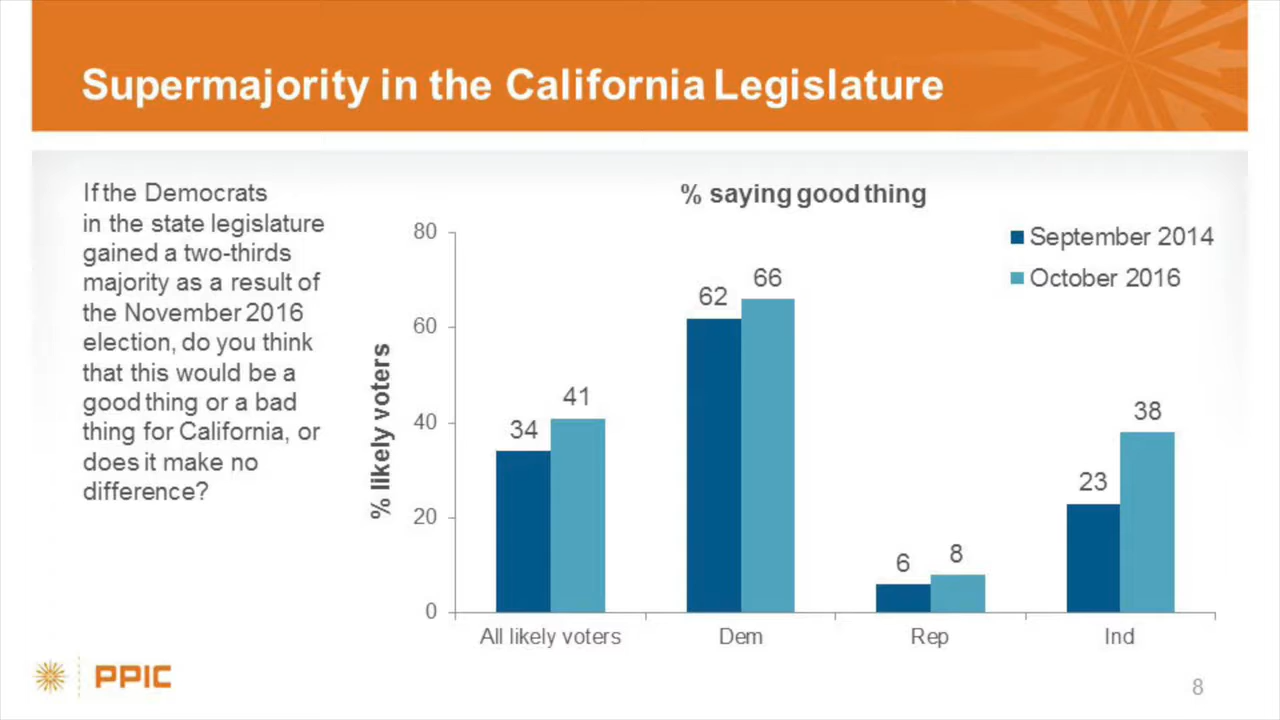 Supermajority in the California Legislature
If the Democrats
in the state legislature
gained a two-thirds
majority as a result of
the November 2016
election, do you think
that this would be a
good thing or a bad
thing for California, or
does it make no
difference?
% saying good thing
September 2014
October 2016
% likely voters
80
60
40
20
0
34
41
62
66
6
8
23
38
All likely voters
Dem
Rep
Ind
PPIC
8